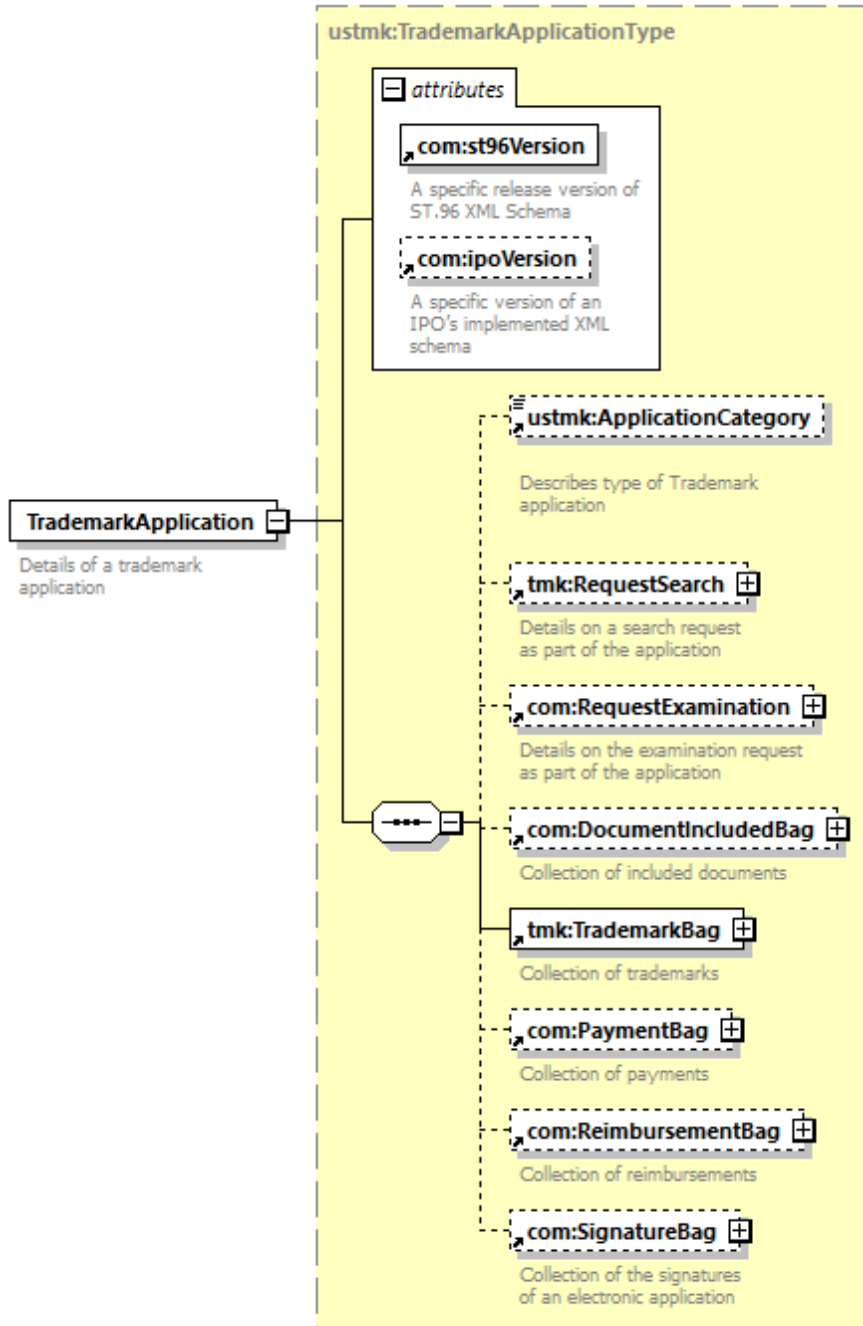 ustmk:TrademarkApplicationType
attributes
com:st96Version
A specific release version of
ST.96 XML Schema
com:ipoVersion
A specific version of an
IPO's implemented XML
schema
ustmk:ApplicationCategory
Describes type of Trademark
application
TrademarkApplication
Details of a trademark
application
tmk:RequestSearch
Details on a search request
as part of the application
com:RequestExamination
Details on the examination request
as part of the application
com:DocumentIncludedBag
Collection of included documents
tmk:TrademarkBag
Collection of trademarks
com:PaymentBag
Collection of payments
com:ReimbursementBag
Collection of reimbursements
com:SignatureBag
Collection of the signatures
of an electronic application